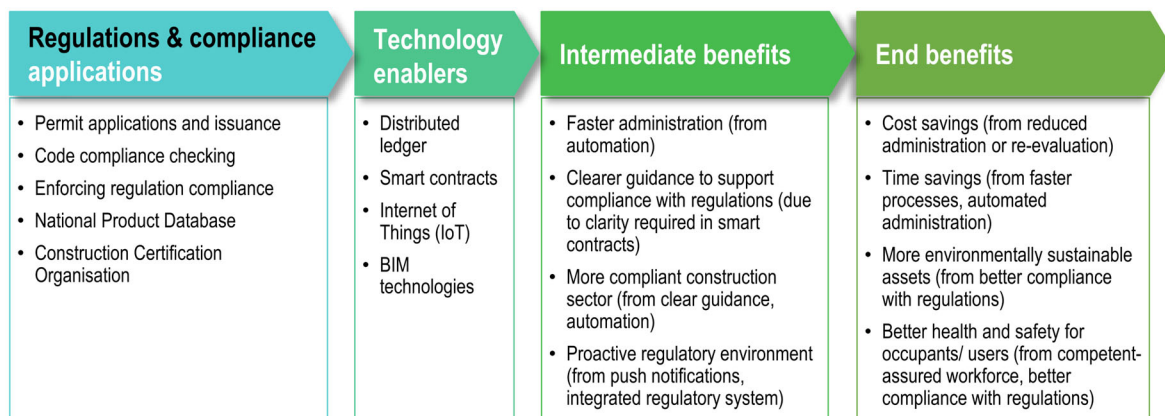 Regulations & compliance
applications
• Permit applications and issuance
• Code compliance checking
• Enforcing regulation compliance
• National Product Database
• Construction Certification
Organisation
Technology
enablers
• Distributed
ledger
• Smart contracts
• Internet of
Things (IoT)
• BIM
technologies
Intermediate benefits
• Faster administration (from
automation)
• Clearer guidance to support
compliance with regulations (due
to clarity required in smart
contracts)
• More compliant construction
sector (from clear guidance,
automation)
• Proactive regulatory environment
(from push notifications,
integrated regulatory system)
End benefits
• Cost savings (from reduced
administration or re-evaluation)
• Time savings (from faster
processes, automated
administration)
• More environmentally sustainable
assets (from better compliance
with regulations)
• Better health and safety for
occupants/ users (from competent-
assured workforce, better
compliance with regulations)